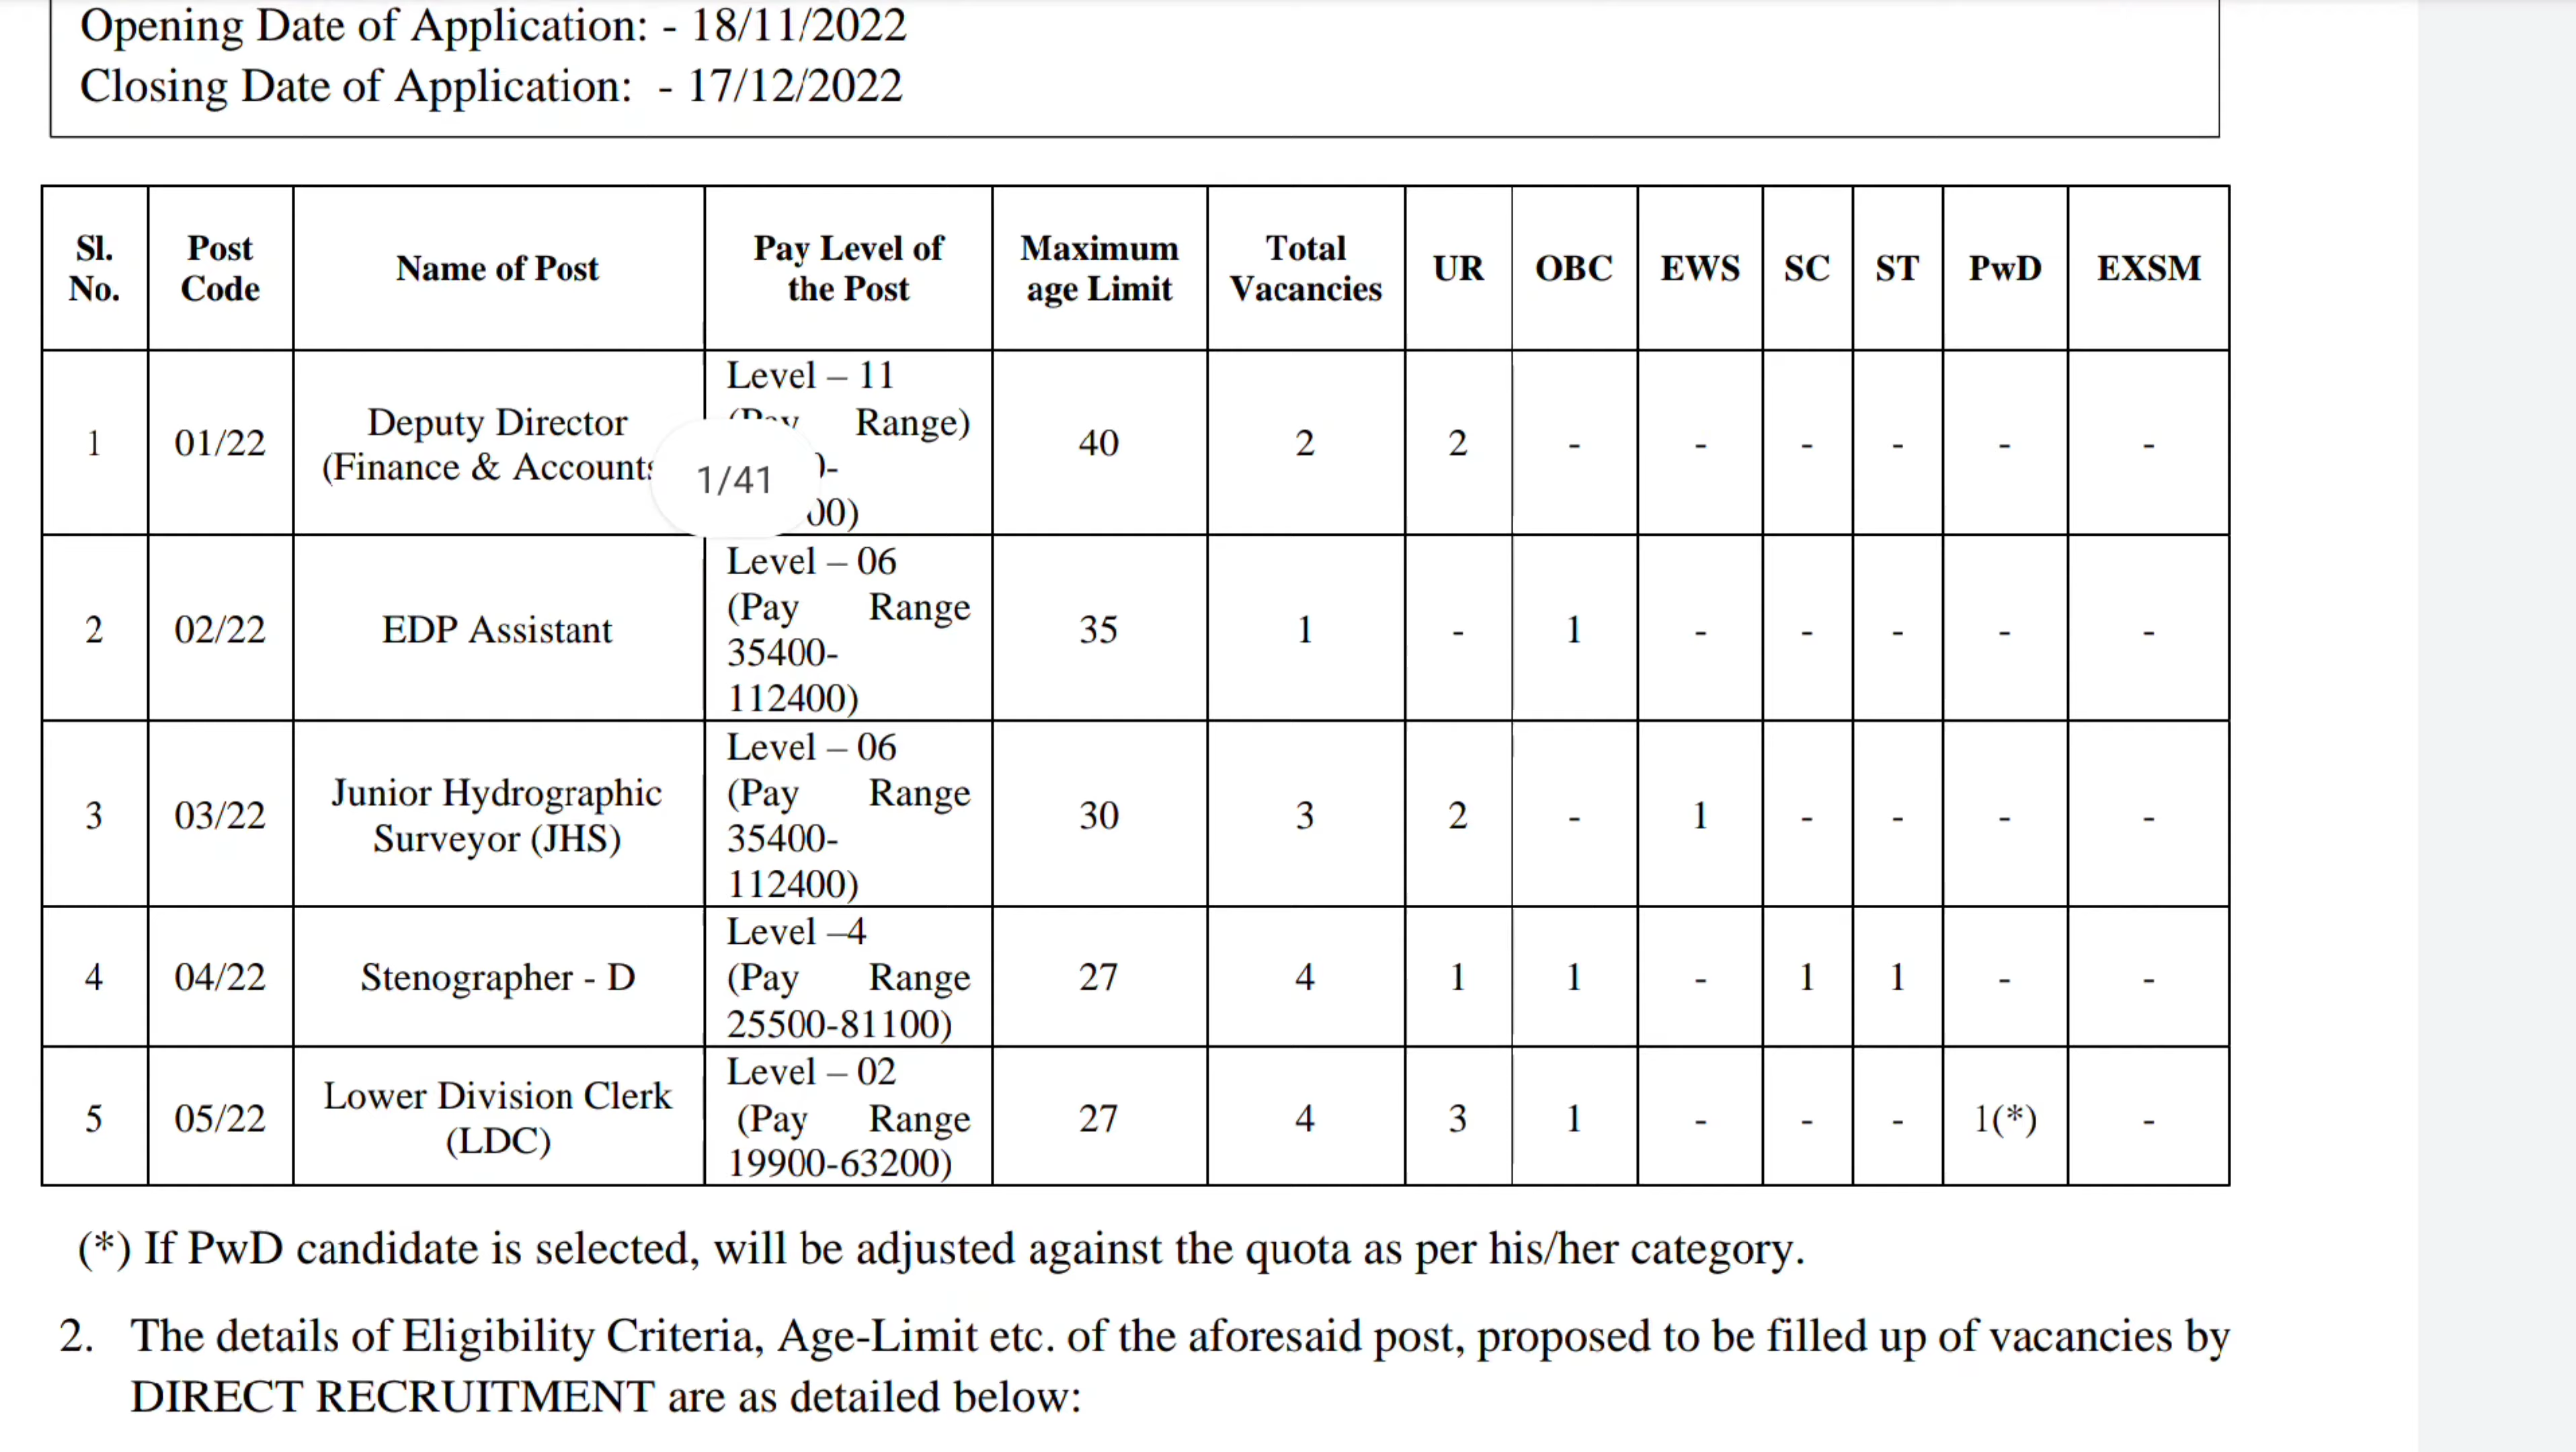 Opening Date of Application: - 18/11/2022
Closing Date of Application: - 17/12/2022
Sl. No. Post Code Name of Post Pay Level of the Post Maximum age Limit Total Vacancies UR OBC EWS SC ST PwD EXSM
1 01/22 Deputy Director (Finance & Accounts Level – 11 Range) 40 2 2 - - - - - -
1/41
2 02/22 EDP Assistant Level – 06 (Pay Range 35400-112400) 35 1 - 1 - - - - -
3 03/22 Junior Hydrographic Surveyor (JHS) Level – 06 (Pay Range 35400-112400) 30 3 2 - 1 - - - -
4 04/22 Stenographer - D Level –4 (Pay Range 25500-81100) 27 4 1 1 - 1 1 - -
5 05/22 Lower Division Clerk (LDC) Level – 02 (Pay Range 19900-63200) 27 4 3 1 - - - 1(*) -
(*) If PwD candidate is selected, will be adjusted against the quota as per his/her category.
2. The details of Eligibility Criteria, Age-Limit etc. of the aforesaid post, proposed to be filled up of vacancies by
DIRECT RECRUITMENT are as detailed below: